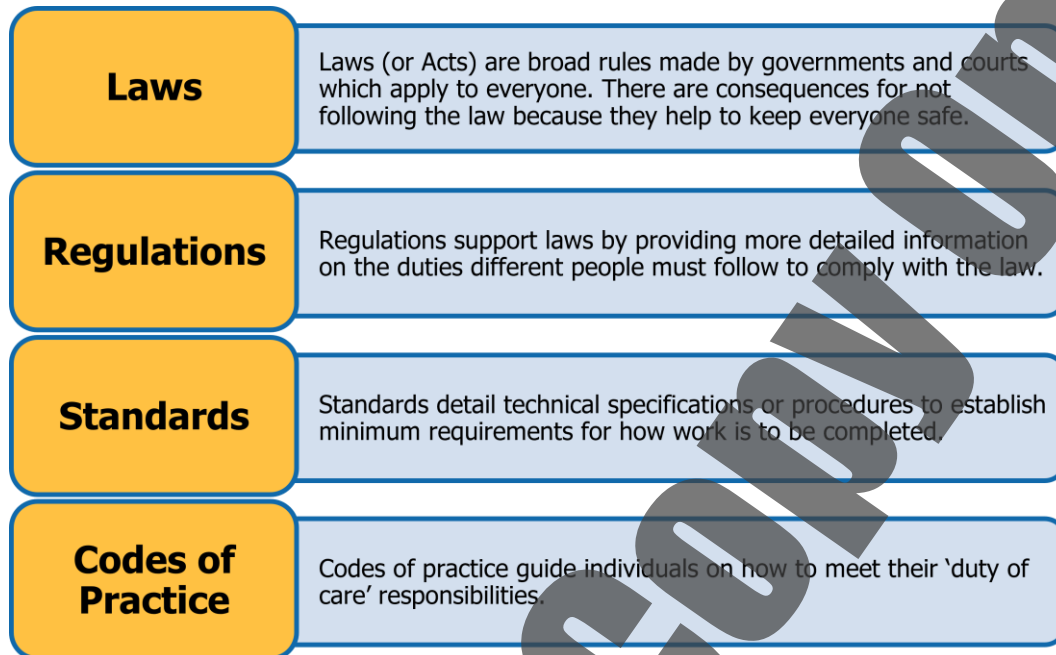 Laws
Laws (or Acts) are broad rules made by governments and courts
which apply to everyone. There are consequences for not
following the law because they help to keep everyone safe.
Regulations
Regulations support laws by providing more detailed information
on the duties different people must follow to comply with the law.
Standards
Standards detail technical specifications or procedures to establish
minimum requirements for how work is to be completed.
Codes of
Practice
Codes of practice guide individuals on how to meet their ‘duty of
care’ responsibilities.
Copy